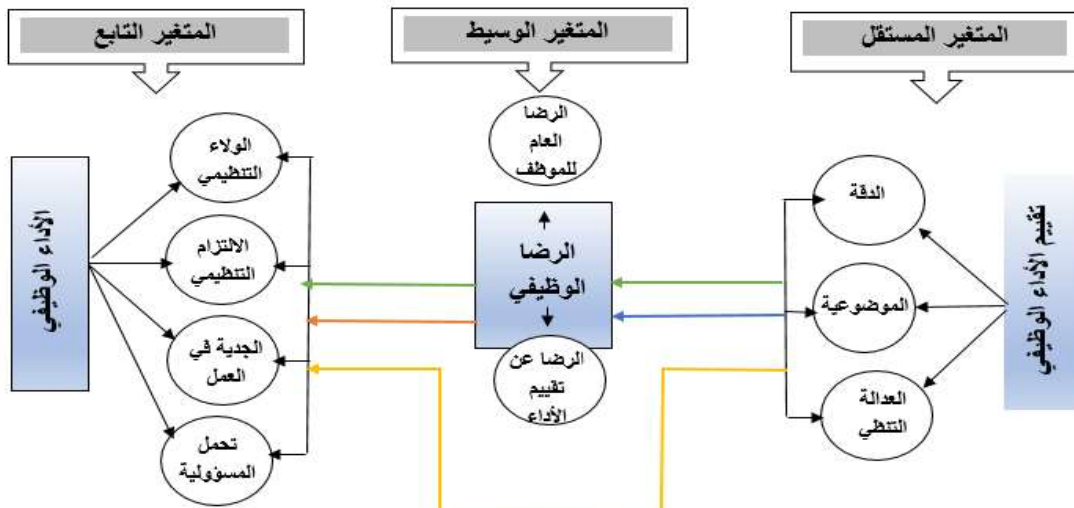 المتغير المستقل
المتغير الوسيط
المتغير التابع
تقييم الأداء الوظيفي
الدقة
الموضوعية
العدالة
التنظي
الرضا
العام
للموظف
الرضا
الوظيفي
الرضا عن
تقييم
الأداء
الولاء
التنظيمي
الالتزام
التنظيمي
الجدية في
العمل
تحمل
المسؤولية
الأداء الوظيفي